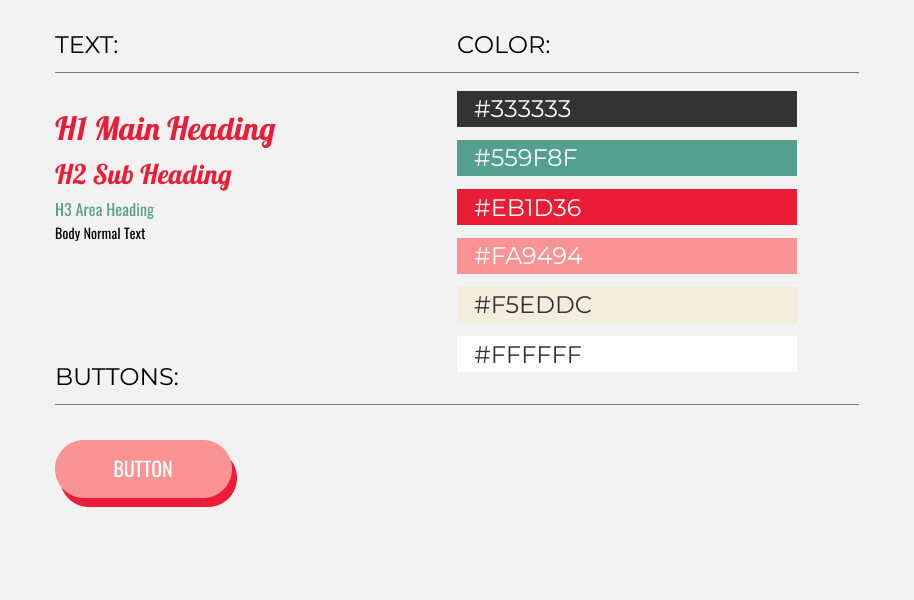 TEXT:
H1 Main Heading
H2 Sub Heading
H3 Area Heading
Body Normal Text
COLOR:
#333333
#559F8F
#EB1D36
#FA9494
#F5EDDC
#FFFFFF
BUTTONS:
BUTTON